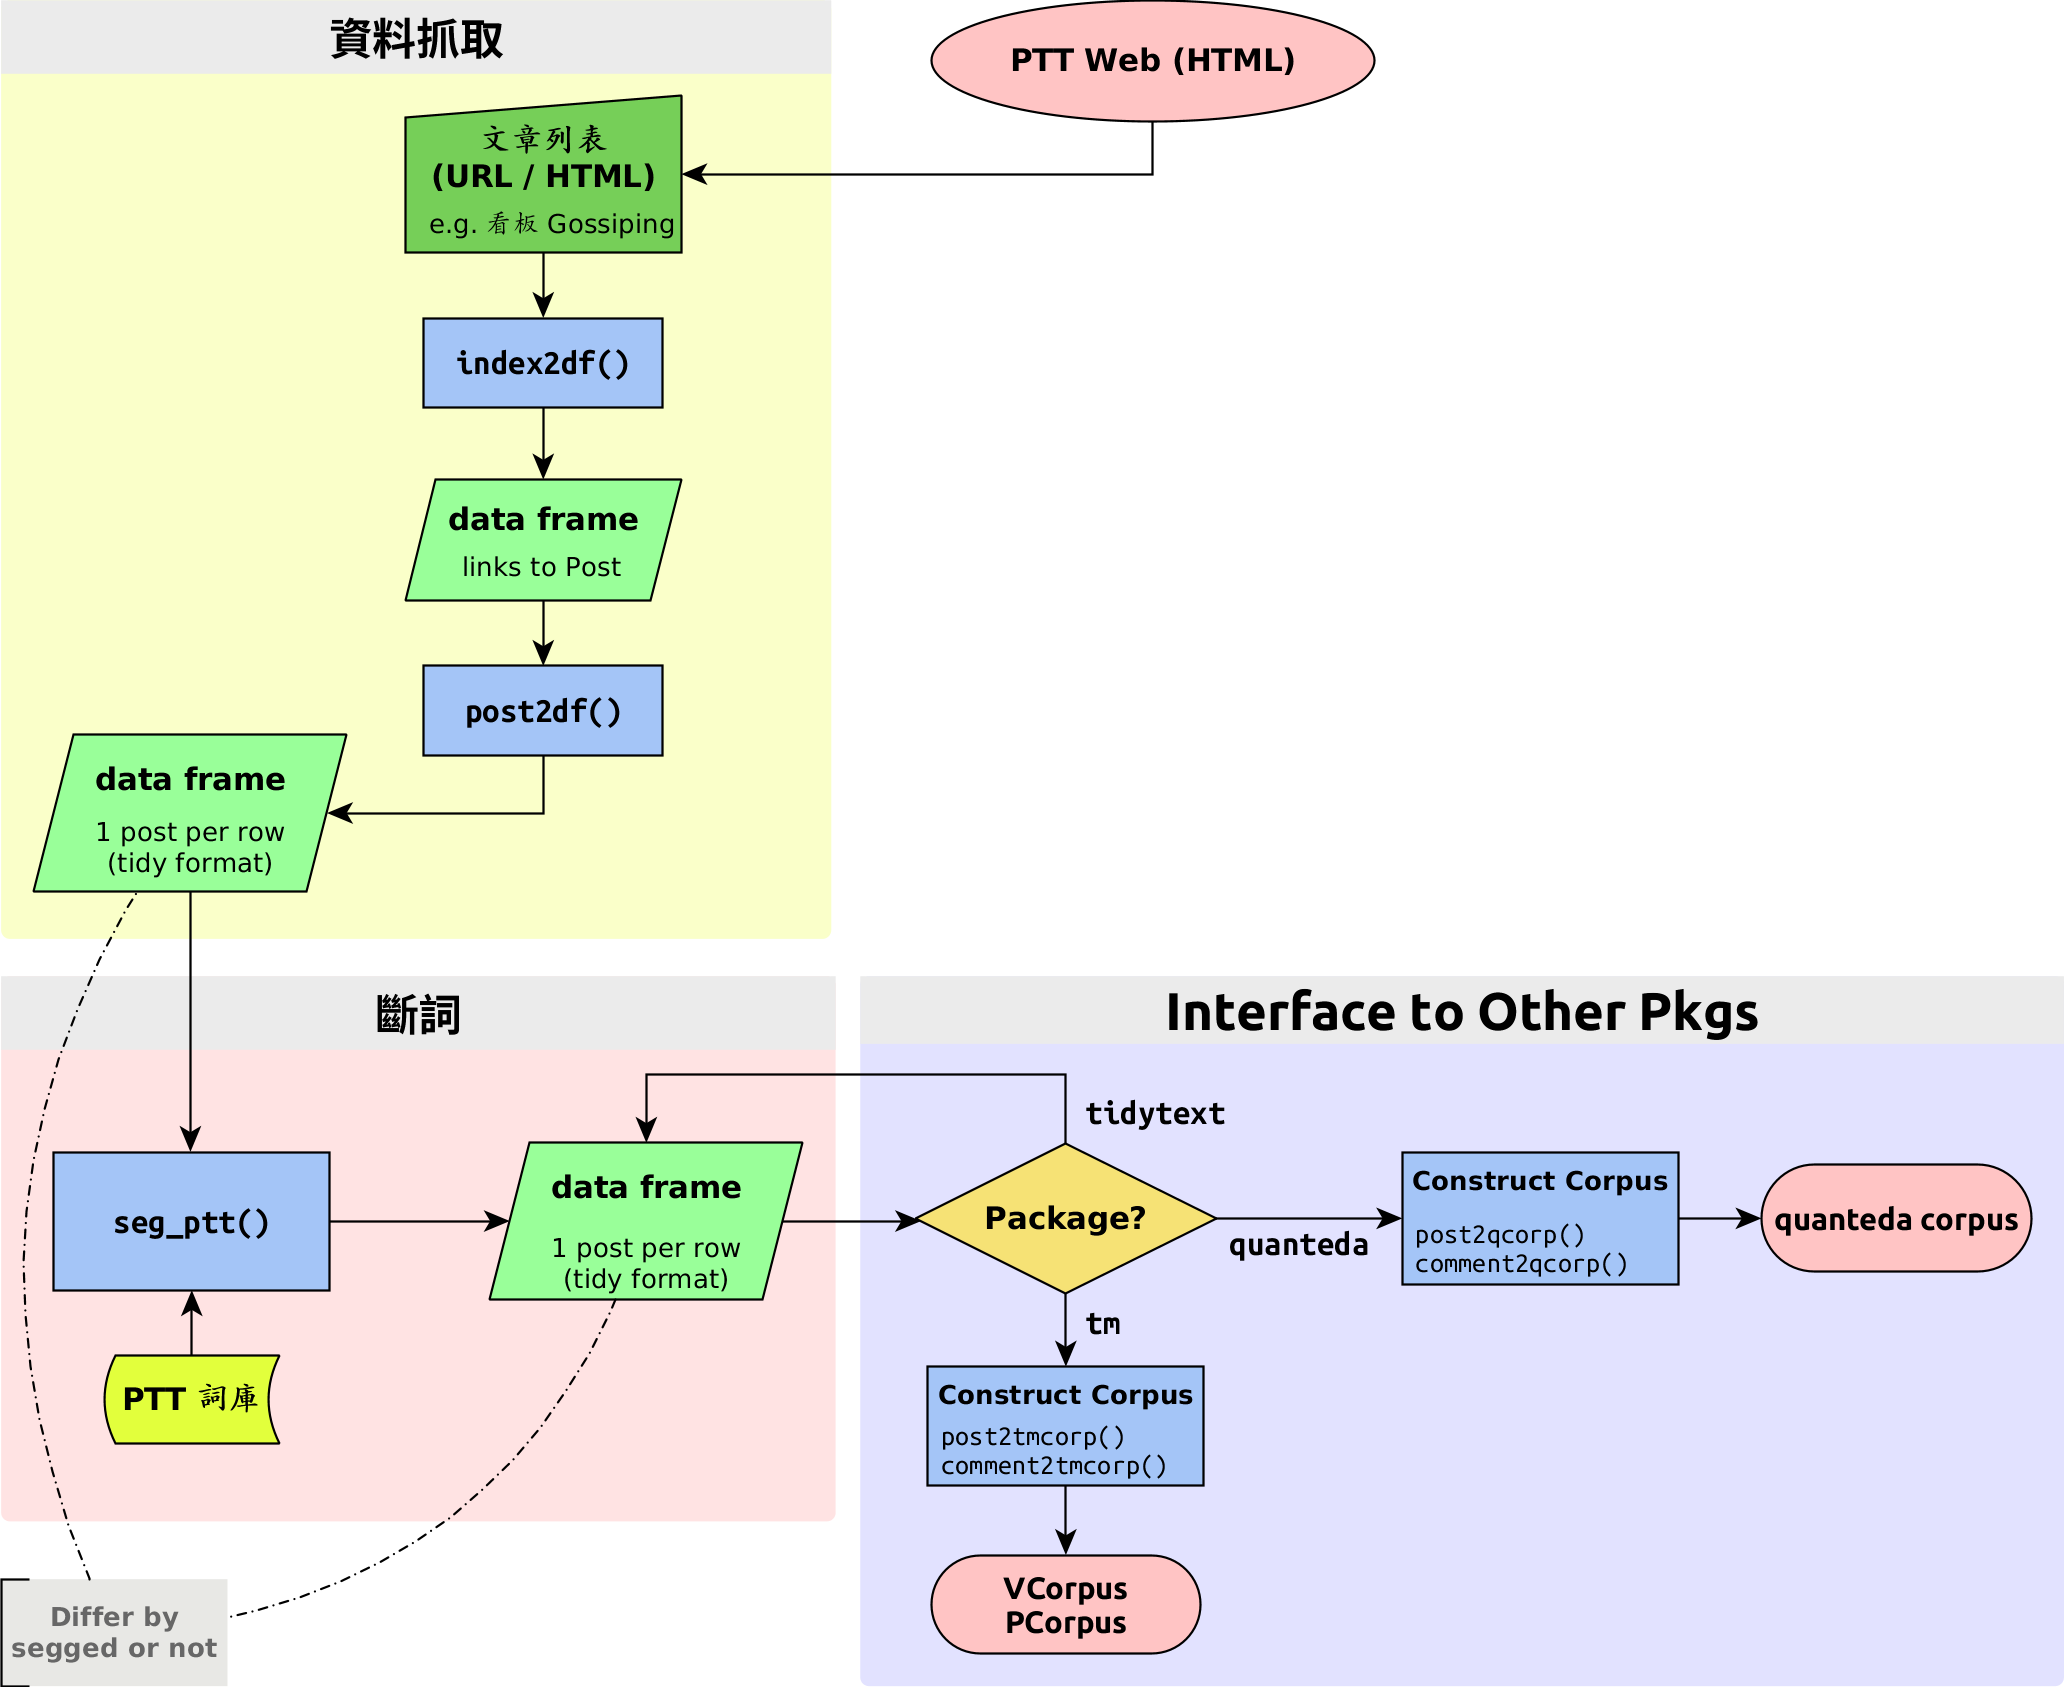 資料抓取
PTT Web (HTML)
文章列表
(URL / HTML)
e.g. 看板 Gossiping
index2df()
data frame
links to Post
post2df()
data frame
1 post per row
(tidy format)
斷詞
seg_ptt()
PTT 詞庫
data frame
1 post per row
(tidy format)
Differ by
segged or not
Interface to Other Pkgs
tidytext
Package?
quanteda
Construct Corpus
post2qcorp()
comment2qcorp()
quanteda corpus
tm
Construct Corpus
post2tmcorp()
comment2tmcorp()
VCorpus
PCorpus